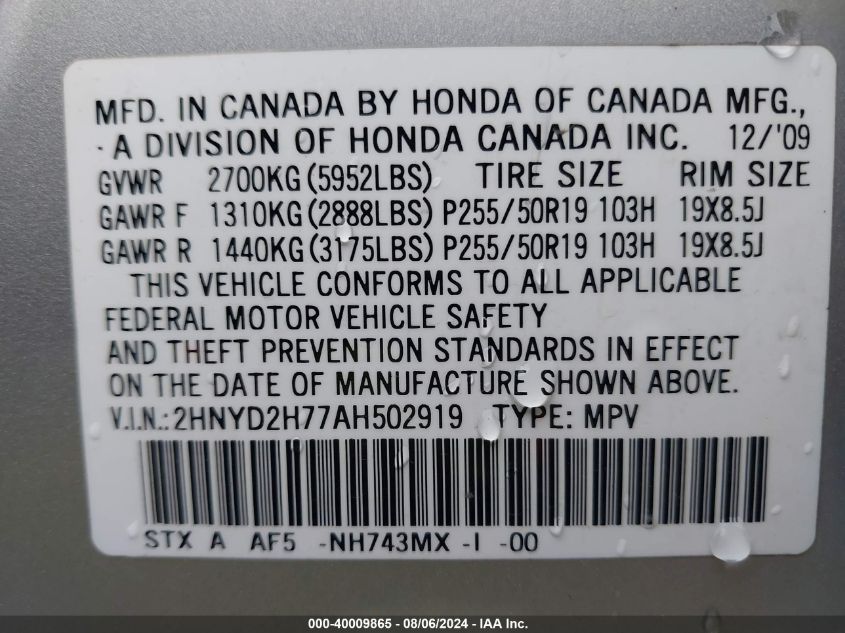 MFD. IN CANADA BY HONDA OF CANADA MFG.,
· A DIVISION OF HONDA CANADA INC. 12/'09
GVWR 2700KG (5952LBS) TIRE SIZE RIM SIZE
GAWR F 1310KG (2888LBS) P255/50R19 103H 19X8.5J
GAWR R 1440KG (3175LBS) P255/50R19 103H 19X8.5J
THIS VEHICLE CONFORMS TO ALL APPLICABLE
FEDERAL MOTOR VEHICLE SAFETY
AND THEFT PREVENTION STANDARDS IN EFFECT
ON THE DATE OF MANUFACTURE SHOWN ABOVE.
V.I.N.: 2HNYD2H77AH502919 TYPE: MPV
STX A AF5 -NH743MX -I -00
000-40009865 - 08/06/2024 - IAA Inc.